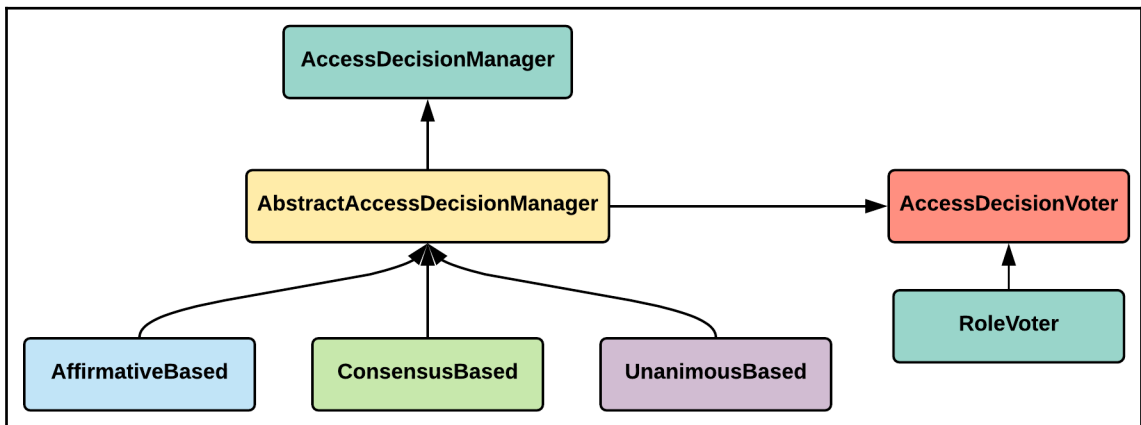 AccessDecisionManager
AbstractAccessDecisionManager
AccessDecisionVoter
RoleVoter
AffirmativeBased
ConsensusBased
UnanimousBased